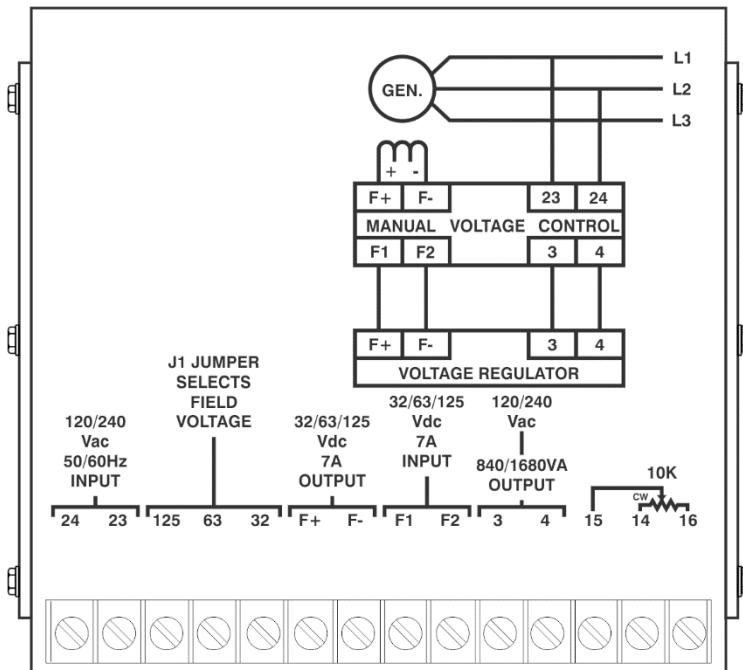 L1
GEN.
L2
L3
+ -
F+ F- 23 24
MANUAL VOLTAGE CONTROL
F1 F2 3 4
F+ F- 3 4
VOLTAGE REGULATOR
J1 JUMPER
SELECTS
FIELD
VOLTAGE
120/240
Vac
50/60Hz
INPUT
32/63/125
Vdc
7A
OUTPUT
32/63/125
Vdc
7A
INPUT
120/240
Vac
840/1680VA
OUTPUT
10K
CW
24 23 125 63 32 F+ F- F1 F2 3 4 15 14 16